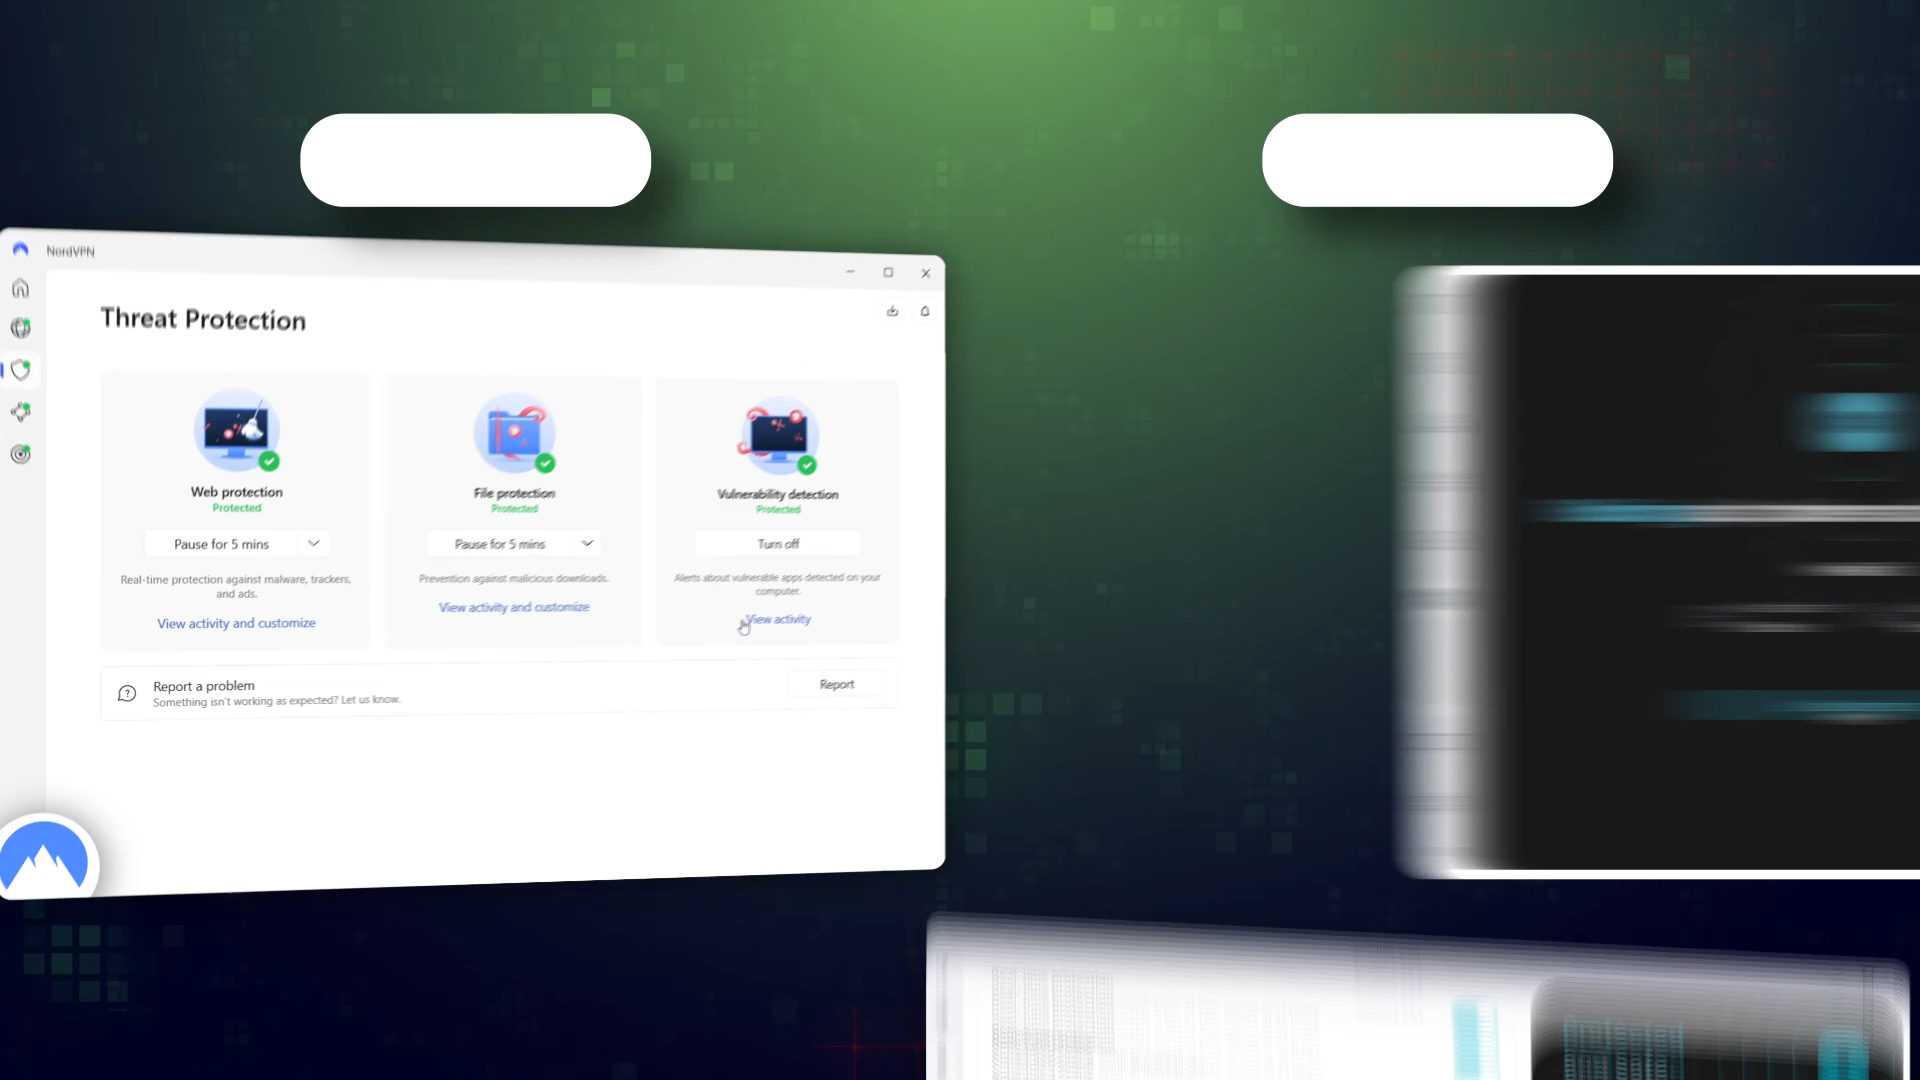 NordVPN
Threat Protection
Web protection
Protected
Pause for 5 mins
Real-time protection against malware, trackers,
and ads.
View activity and customize
File protection
Protected
Pause for 5 mins
Prevention against malicious downloads.
View activity and customize
Vulnerability detection
Protected
Turn off
Alerts about vulnerable apps detected on your
computer.
View activity
Report a problem
Something isn't working as expected? Let us know.
Report